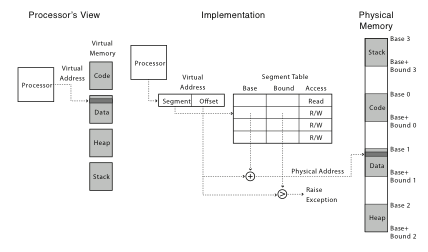 Processor's View
Implementation
Physical
Memory
Processor
Virtual
Address
Virtual
Memory
Code
Data
Heap
Stack
Processor
Virtual
Address
Segment Offset
Segment Table
Base Bound Access
Read
R/W
R/W
R/W
+
>
Physical Address
Raise
Exception
Base 3
Stack
Base+
Bound 3
Base 0
Code
Base+
Bound 0
Base 1
Data
Base+
Bound 1
Base 2
Heap
Base+
Bound 2